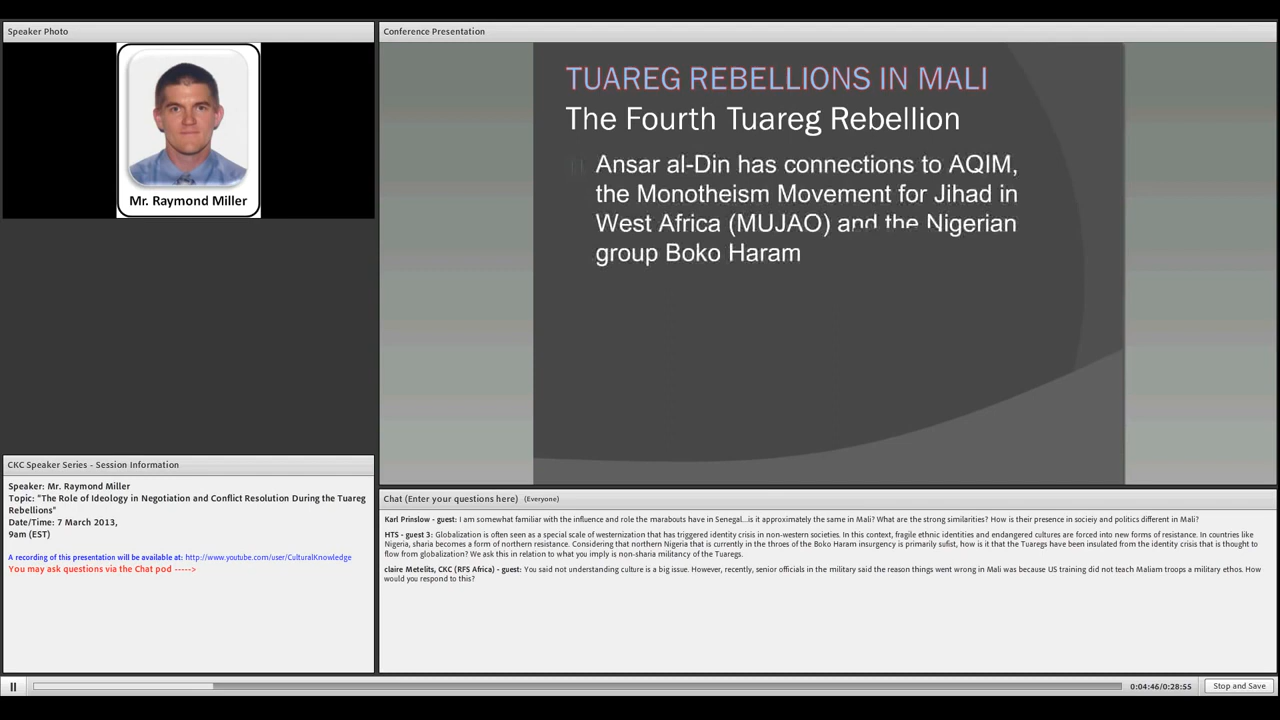 Speaker Photo
Mr. Raymond Miller
Conference Presentation
TUAREG REBELLIONS IN MALI
The Fourth Tuareg Rebellion
Ansar al-Din has connections to AQIM,
the Monotheism Movement for Jihad in
West Africa (MUJAO) and the Nigerian
group Boko Haram
CKC Speaker Series - Session Information
Speaker: Mr. Raymond Miller
Topic: "The Role of Ideology in Negotiation and Conflict Resolution During the Tuareg
Rebellions"
Date/Time: 7 March 2013,
9am (EST)
A recording of this presentation will be available at: http://www.youtube.com/user/CulturalKnowledge
You may ask questions via the Chat pod ----->
Chat (Enter your questions here) (Everyone)
Karl Prinslow - guest: I am somewhat familiar with the influence and role the marabouts have in Senegal...is it approximately the same in Mali? What are the strong similarities? How is their presence in socieiy and politics different in Mali?
HTS - guest 3: Globalization is often seen as a special scale of westernization that has triggered identity crisis in non-western societies. In this context, fragile ethnic identities and endangered cultures are forced into new forms of resistance. In countries like
Nigeria, sharia becomes a form of northern resistance. Considering that northern Nigeria that is currently in the throes of the Boko Haram insurgency is primarily sufist, how is it that the Tuaregs have been insulated from the identity crisis that is thought to
flow from globalization? We ask this in relation to what you imply is non-sharia militancy of the Tuaregs.
claire Metelits, CKC (RFS Africa) - guest: You said not understanding culture is a big issue. However, recently, senior officials in the military said the reason things went wrong in Mali was because US training did not teach Maliam troops a military ethos. How
would you respond to this?
0:04:46/0:28:55
Stop and Save